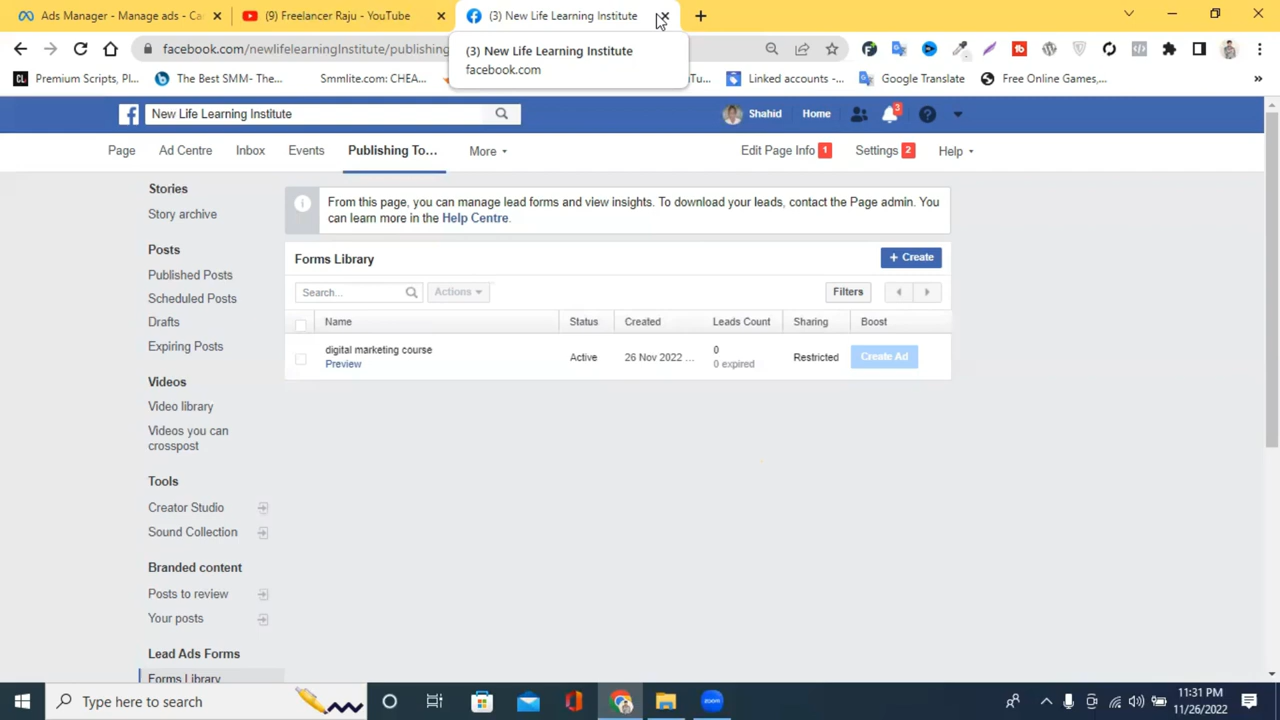 Ads Manager - Manage ads - Ca
(9) Freelancer Raju - YouTube
(3) New Life Learning Institute
facebook.com/newlifelearningInstitute/publishing
(3) New Life Learning Institute
facebook.com
Premium Scripts, Pl...
The Best SMM- The...
Smmlite.com: CHEA...
Linked accounts -...
Google Translate
Free Online Games,...
New Life Learning Institute
Shahid
Home
3
Page
Ad Centre
Inbox
Events
Publishing To...
More
Edit Page Info 1
Settings 2
Help
Stories
Story archive
Posts
Published Posts
Scheduled Posts
Drafts
Expiring Posts
Videos
Video library
Videos you can
crosspost
Tools
Creator Studio
Sound Collection
Branded content
Posts to review
Your posts
Lead Ads Forms
Forms Library
From this page, you can manage lead forms and view insights. To download your leads, contact the Page admin. You
can learn more in the Help Centre.
Forms Library
+ Create
Search...
Actions
Filters
Name
Status
Created
Leads Count
Sharing
Boost
digital marketing course
Preview
Active
26 Nov 2022 ...
0
0 expired
Restricted
Create Ad
Type here to search
zoom
11:31 PM
11/26/2022